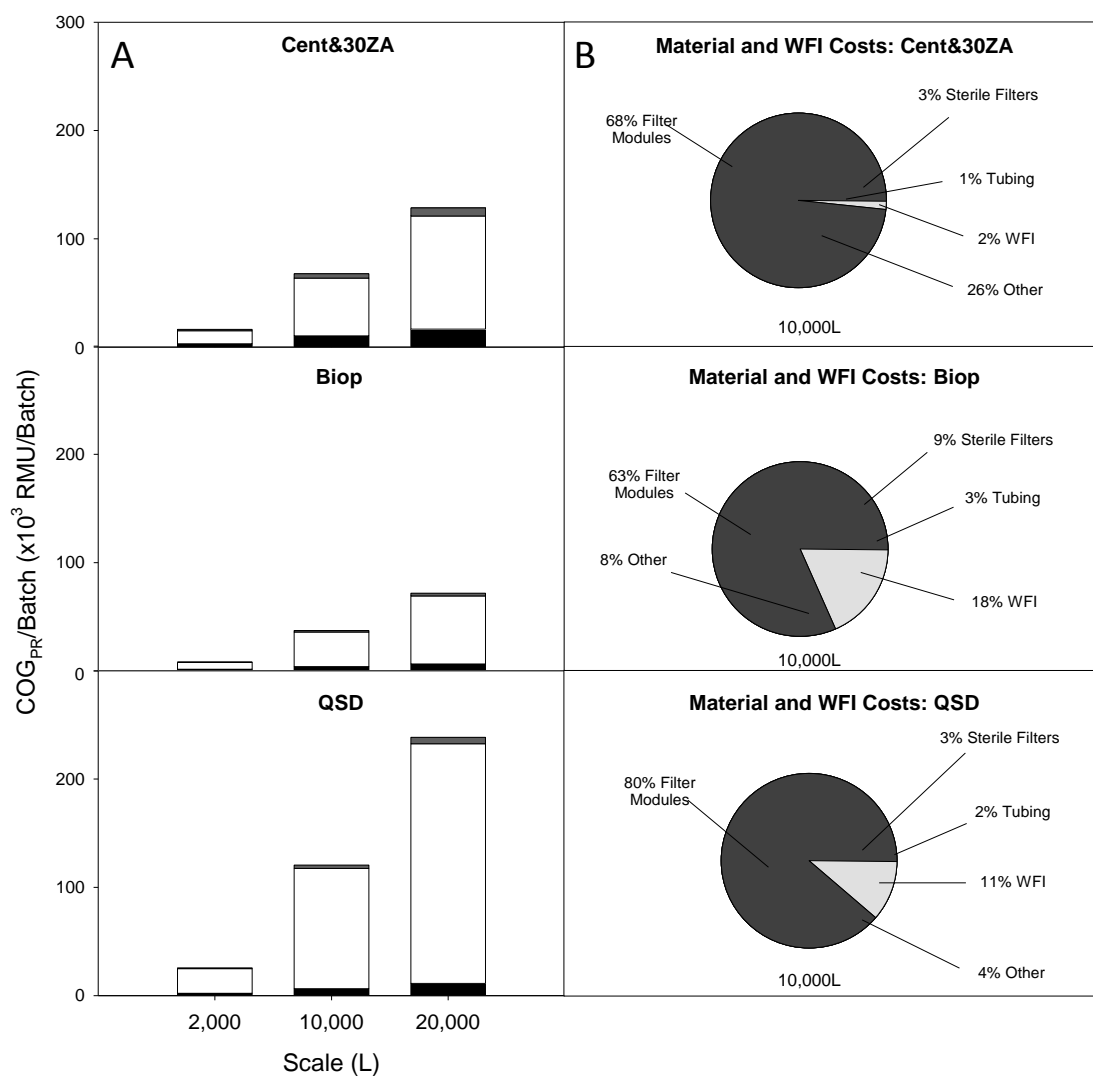 A
Cent&30ZA
300
200
100
0
Biop
200
100
0
QSD
200
100
0
COG_PR/Batch (x10^3 RMU/Batch)
2,000
10,000
20,000
Scale (L)
B
Material and WFI Costs: Cent&30ZA
3% Sterile Filters
68% Filter
Modules
1% Tubing
2% WFI
26% Other
10,000L
Material and WFI Costs: Biop
9% Sterile Filters
63% Filter
Modules
3% Tubing
8% Other
18% WFI
10,000L
Material and WFI Costs: QSD
3% Sterile Filters
80% Filter
Modules
2% Tubing
11% WFI
4% Other
10,000L